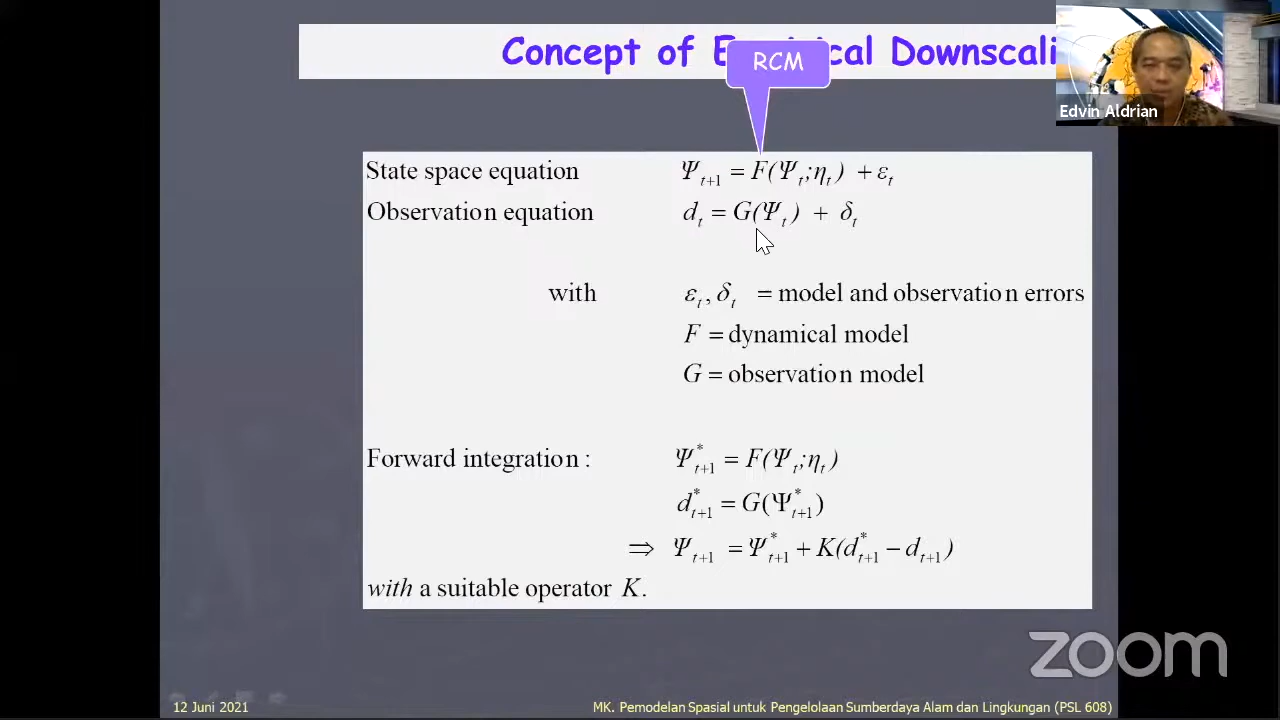 Concept of E cal Downscali
RCM
Edvin Aldrian
State space equation Ψ_{t+1} = F(Ψ_t;η_t) + ε_t
Observation equation d_t = G(Ψ_t) + δ_t
with ε_t, δ_t = model and observation errors
F = dynamical model
G = observation model
Forward integration : Ψ*_{t+1} = F(Ψ_t;η_t)
d*_{t+1} = G(Ψ*_{t+1})
⇒ Ψ_{t+1} = Ψ*_{t+1} + K(d*_{t+1} − d_{t+1})
with a suitable operator K.
zoom
12 Juni 2021 MK. Pemodelan Spasial untuk Pengelolaan Sumberdaya Alam dan Lingkungan (PSL 608)